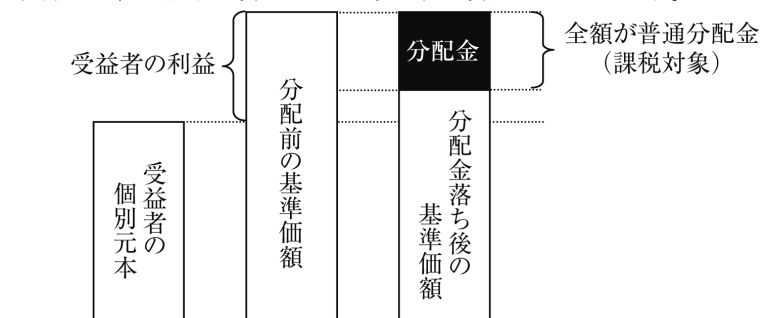 受益者の利益
分配金
全額が普通分配金
（課税対象）
分配前の基準価額
受益者の
個別元本
分配金落ち後の
基準価額